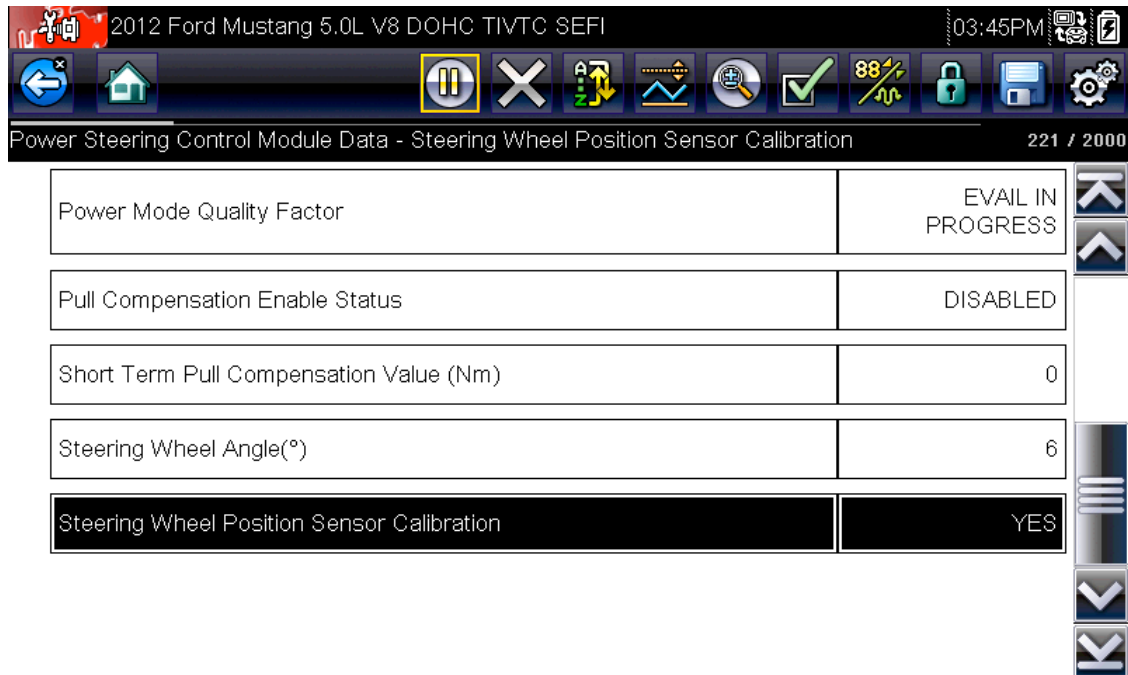 2012 Ford Mustang 5.0L V8 DOHC TIVTC SEFI
03:45PM
Power Steering Control Module Data - Steering Wheel Position Sensor Calibration
221 / 2000
Power Mode Quality Factor
EVAIL IN
PROGRESS
Pull Compensation Enable Status
DISABLED
Short Term Pull Compensation Value (Nm)
0
Steering Wheel Angle(°)
6
Steering Wheel Position Sensor Calibration
YES